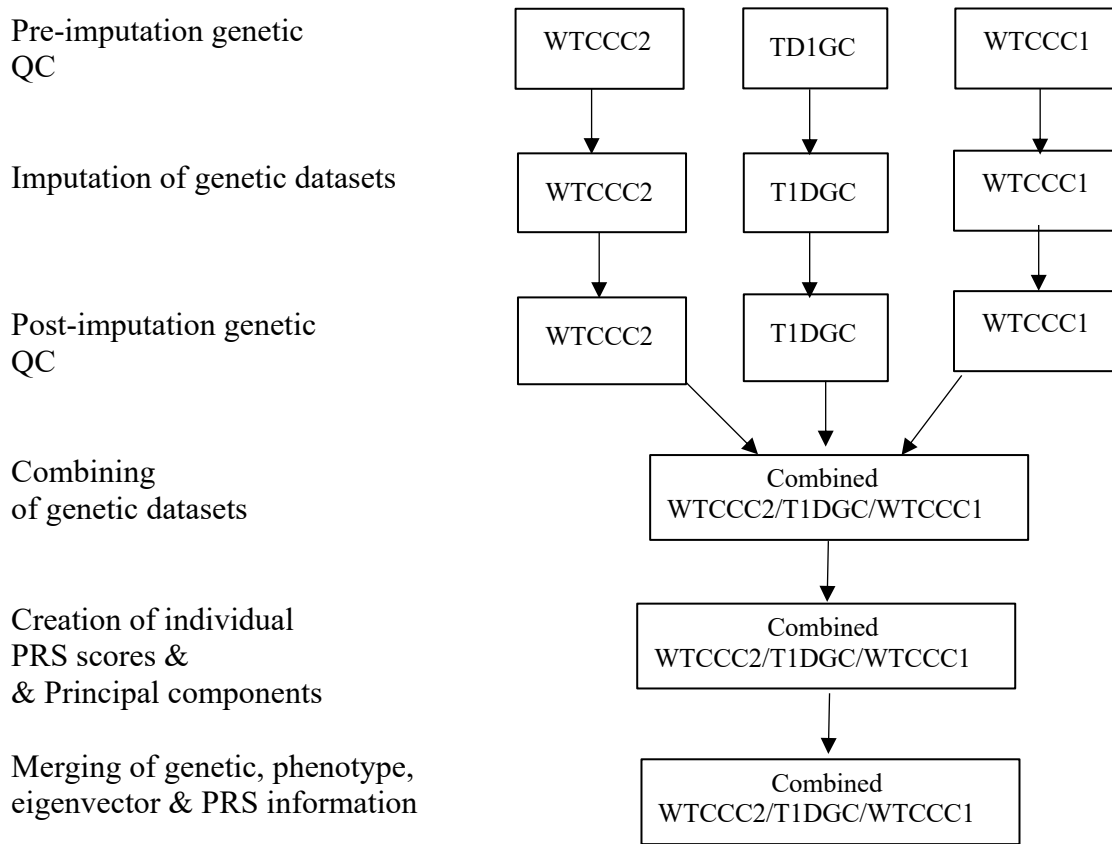 Pre-imputation genetic
QC
WTCCC2
TD1GC
WTCCC1
Imputation of genetic datasets
WTCCC2
T1DGC
WTCCC1
Post-imputation genetic
QC
WTCCC2
T1DGC
WTCCC1
Combining
of genetic datasets
Combined
WTCCC2/T1DGC/WTCCC1
Creation of individual
PRS scores &
& Principal components
Combined
WTCCC2/T1DGC/WTCCC1
Merging of genetic, phenotype,
eigenvector & PRS information
Combined
WTCCC2/T1DGC/WTCCC1